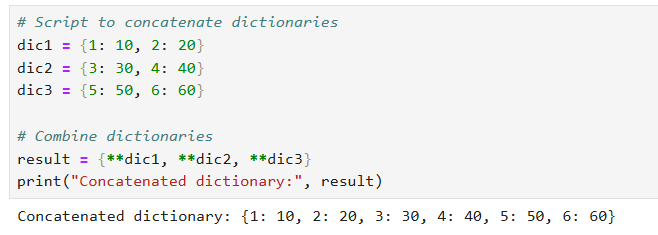 # Script to concatenate dictionaries
dic1 = {1: 10, 2: 20}
dic2 = {3: 30, 4: 40}
dic3 = {5: 50, 6: 60}
# Combine dictionaries
result = {**dic1, **dic2, **dic3}
print("Concatenated dictionary:", result)
Concatenated dictionary: {1: 10, 2: 20, 3: 30, 4: 40, 5: 50, 6: 60}